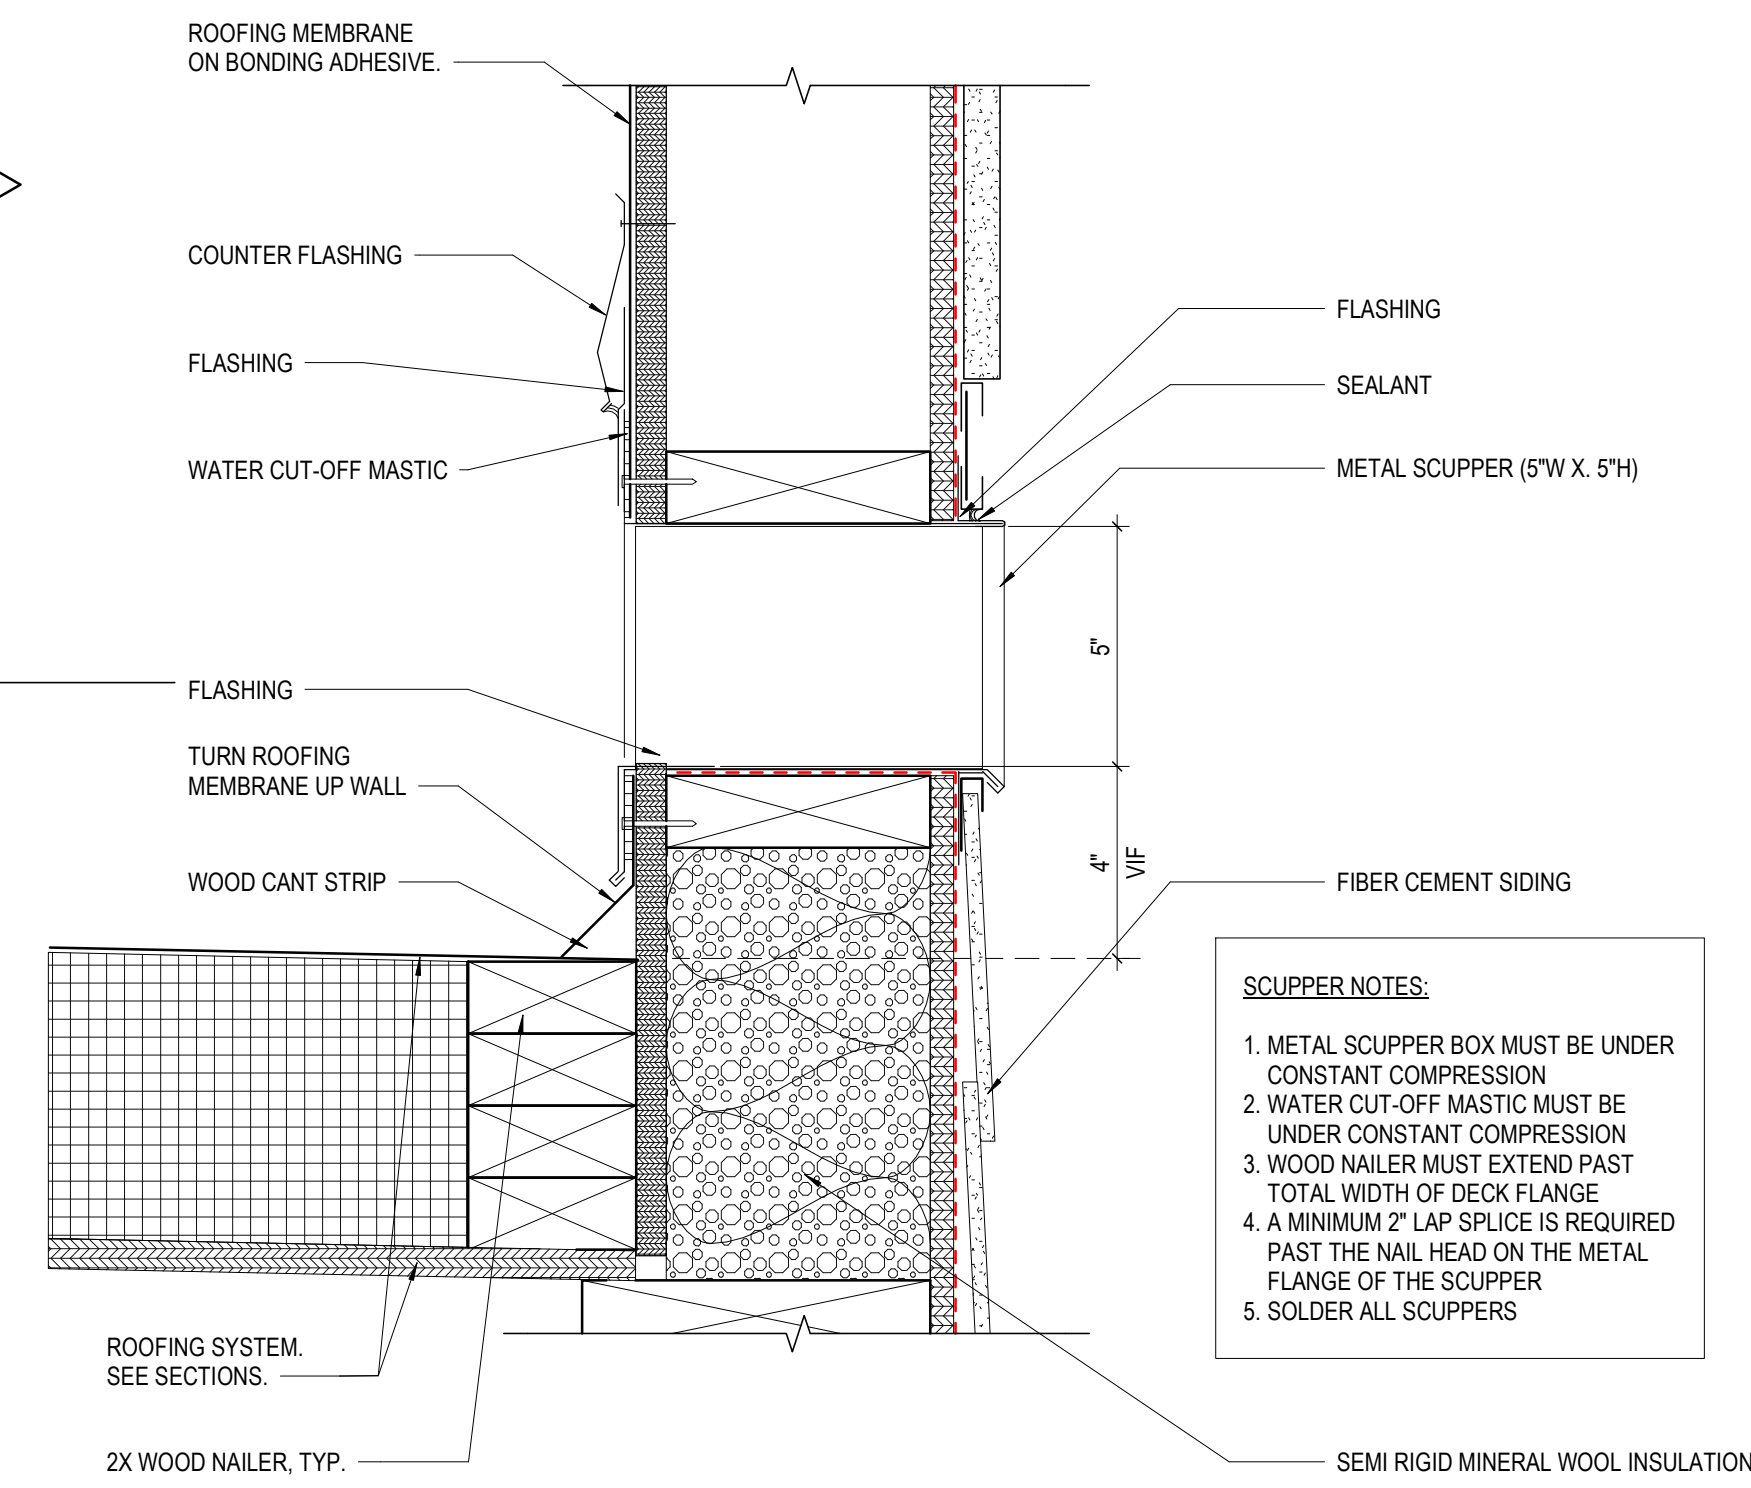 ROOFING MEMBRANE
ON BONDING ADHESIVE.
COUNTER FLASHING
FLASHING
WATER CUT-OFF MASTIC
FLASHING
TURN ROOFING
MEMBRANE UP WALL
WOOD CANT STRIP
ROOFING SYSTEM.
SEE SECTIONS.
2X WOOD NAILER, TYP.
FLASHING
SEALANT
METAL SCUPPER (5"W X. 5"H)
5"
4"
VIF
FIBER CEMENT SIDING
SCUPPER NOTES:
1. METAL SCUPPER BOX MUST BE UNDER
CONSTANT COMPRESSION
2. WATER CUT-OFF MASTIC MUST BE
UNDER CONSTANT COMPRESSION
3. WOOD NAILER MUST EXTEND PAST
TOTAL WIDTH OF DECK FLANGE
4. A MINIMUM 2" LAP SPLICE IS REQUIRED
PAST THE NAIL HEAD ON THE METAL
FLANGE OF THE SCUPPER
5. SOLDER ALL SCUPPERS
SEMI RIGID MINERAL WOOL INSULATION